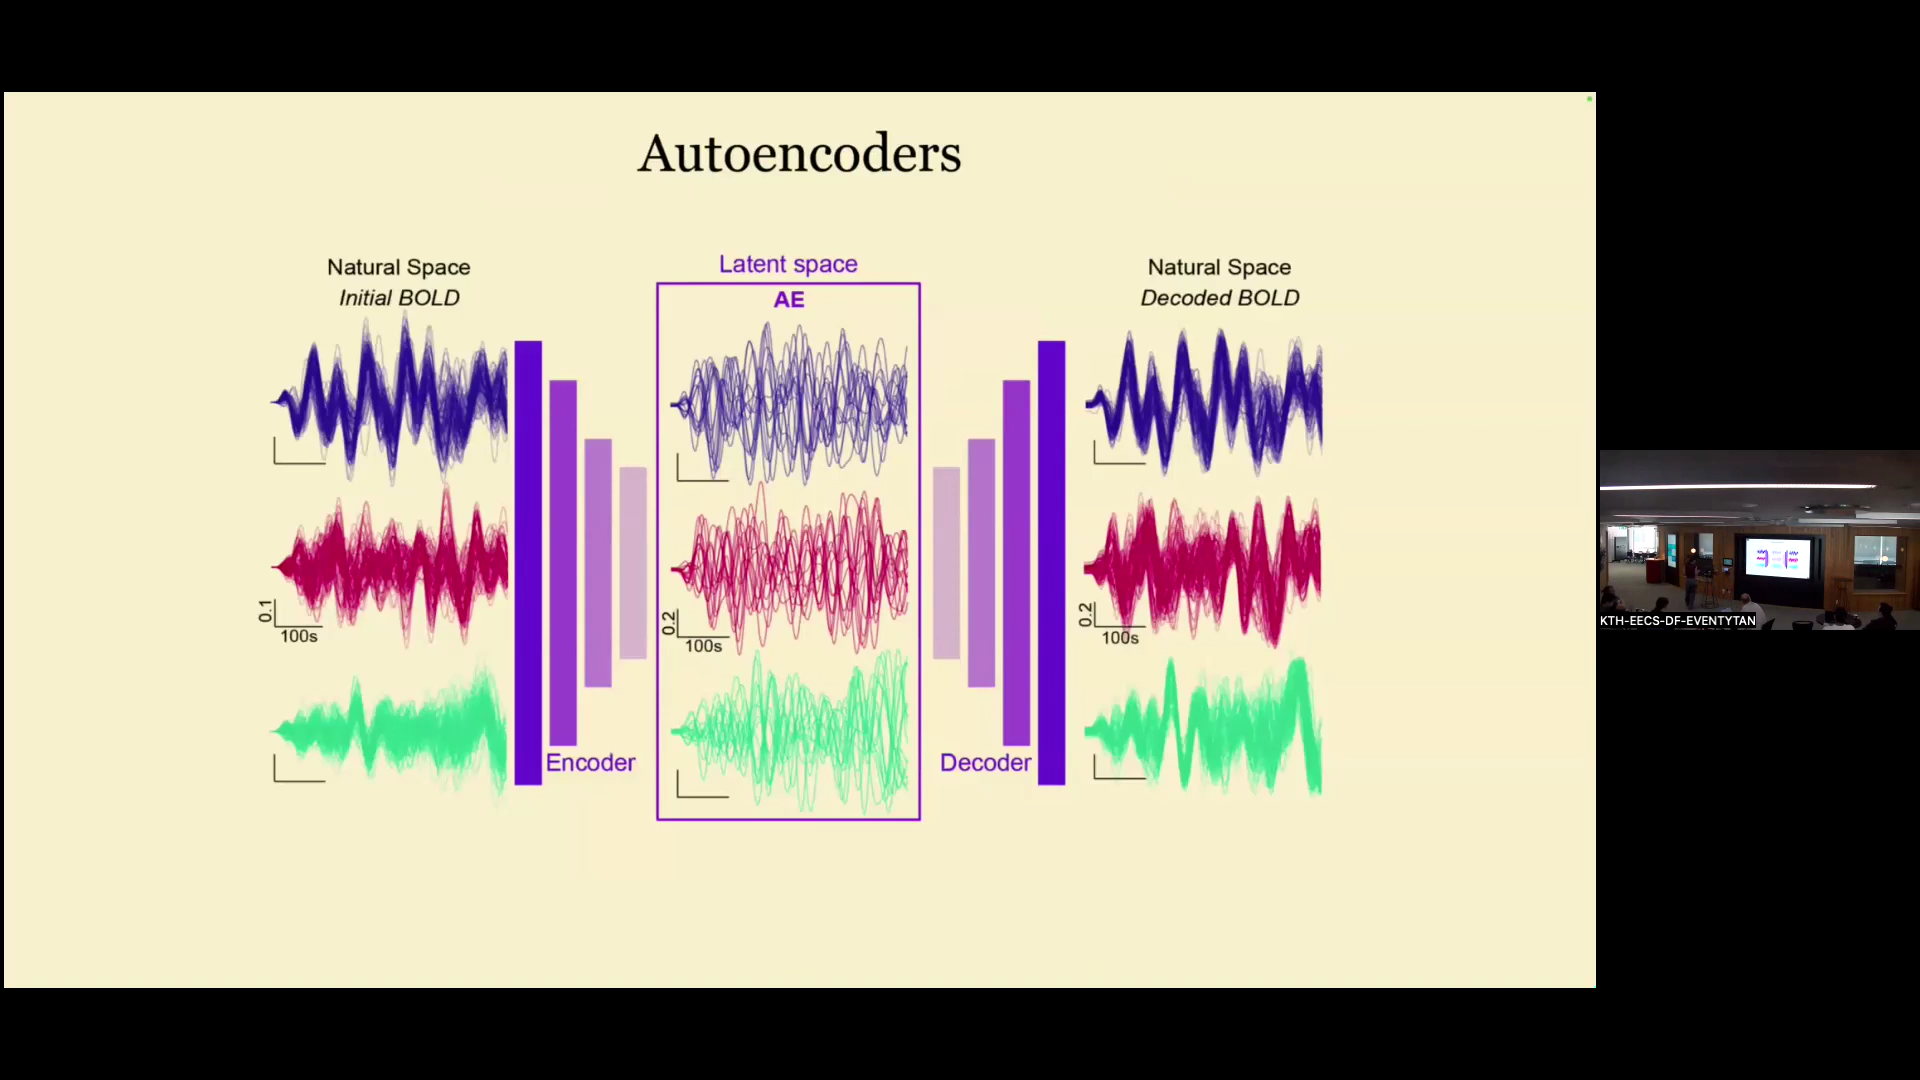 Autoencoders
Natural Space
Initial BOLD
Latent space
AE
Natural Space
Decoded BOLD
0.1
100s
0.2
100s
0.2
100s
Encoder
Decoder
KTH-EECS-DF-EVENTYTAN